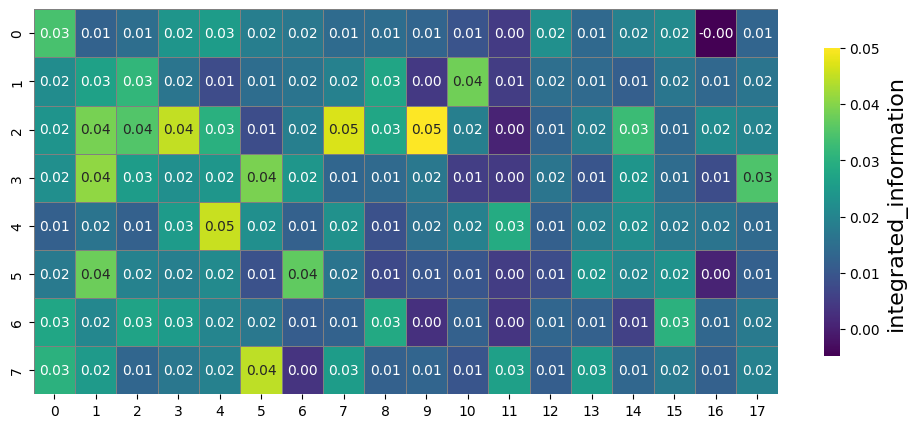 0 0.03 0.01 0.01 0.02 0.03 0.02 0.02 0.01 0.01 0.01 0.01 0.00 0.02 0.01 0.02 0.02 -0.00 0.01
1 0.02 0.03 0.03 0.02 0.01 0.01 0.02 0.02 0.03 0.00 0.04 0.01 0.02 0.01 0.01 0.02 0.01 0.02
2 0.02 0.04 0.04 0.04 0.03 0.01 0.02 0.05 0.03 0.05 0.02 0.00 0.01 0.02 0.03 0.01 0.02 0.02
3 0.02 0.04 0.03 0.02 0.02 0.04 0.02 0.01 0.01 0.02 0.01 0.00 0.02 0.01 0.02 0.01 0.01 0.03
4 0.01 0.02 0.01 0.03 0.05 0.02 0.01 0.02 0.01 0.02 0.02 0.03 0.01 0.02 0.02 0.02 0.02 0.01
5 0.02 0.04 0.02 0.02 0.02 0.01 0.04 0.02 0.01 0.01 0.01 0.00 0.01 0.02 0.02 0.02 0.00 0.01
6 0.03 0.02 0.03 0.03 0.02 0.02 0.01 0.01 0.03 0.00 0.01 0.00 0.01 0.01 0.01 0.03 0.01 0.02
7 0.03 0.02 0.01 0.02 0.02 0.04 0.00 0.03 0.01 0.01 0.01 0.03 0.01 0.03 0.01 0.01 0.01 0.02
0 1 2 3 4 5 6 7 8 9 10 11 12 13 14 15 16 17
0.05
0.04
0.03
0.02
0.01
0.00
integrated_information